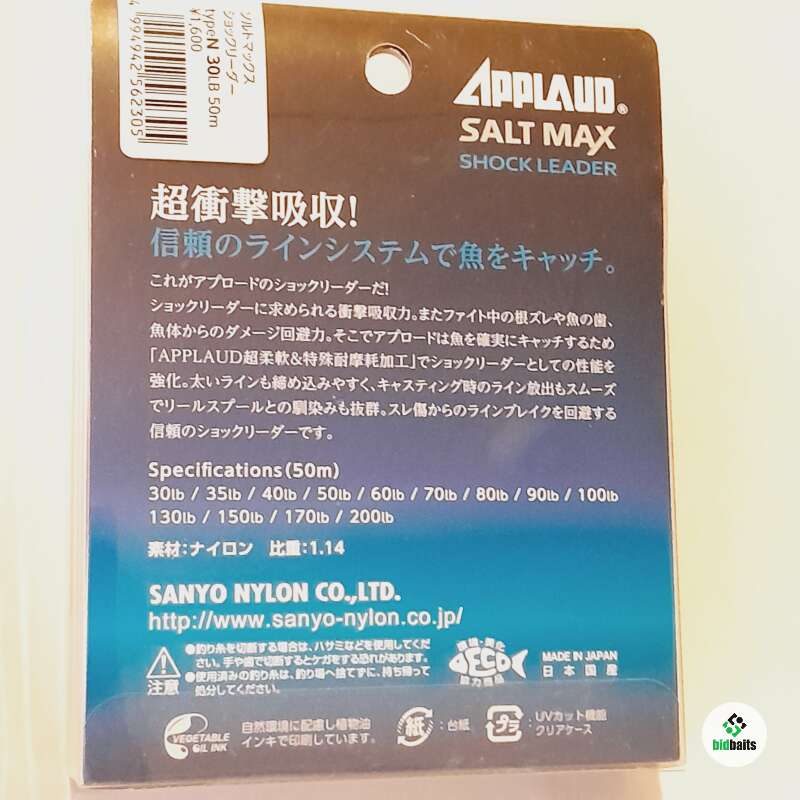 ソルトマックス
ショックリーダー
typeN 30LB 50m
¥1,600
4 994942 562305
APPLAUD®
SALT MAX
SHOCK LEADER
超衝撃吸収!
信頼のラインシステムで魚をキャッチ。
これがアプロードのショックリーダーだ!
ショックリーダーに求められる衝撃吸収力。またファイト中の根ズレや魚の歯、
魚体からのダメージ回避力。そこでアプロードは魚を確実にキャッチするため
「APPLAUD超柔軟&特殊耐摩耗加工」でショックリーダーとしての性能を
強化。太いラインも締め込みやすく、キャスティング時のライン放出もスムーズ
でリールスプールとの馴染みも抜群。スレ傷からのラインブレイクを回避する
信頼のショックリーダーです。
Specifications(50m)
30lb / 35lb / 40lb / 50lb / 60lb / 70lb / 80lb / 90lb / 100lb
130lb / 150lb / 170lb / 200lb
素材:ナイロン 比重:1.14
SANYO NYLON CO.,LTD.
http://www.sanyo-nylon.co.jp/
注意
●釣り糸を切断する場合は、ハサミなどを使用してくだ
さい。手や歯で切断するとケガをする恐れがあります。
●使用済みの釣り糸は、釣り場へ捨てずに、持ち帰って
処分してください。
環境・美化
ECO
協力商品
MADE IN JAPAN
日本国産
VEGETABLE
OIL INK
自然環境に配慮し植物油
インキで印刷しています。
紙
:台紙
プラ
:UVカット機能
クリアケース
bidbaits